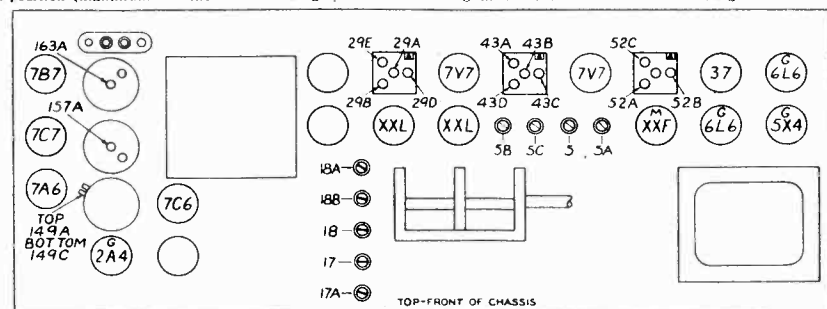 163A
29E 29A 43A 43B 52C
7B7 7V7 7V7 37 G 6L6
29B 29D 43D 43C 52A 52B
157A
7C7 XXL XXL M XXF G 6L6 G 5X4
5B 5C 5 5A
18A
7A6 18B
7C6
TOP
149A
BOTTOM
149C
18
G 2A4
17
17A
TOP-FRONT OF CHASSIS